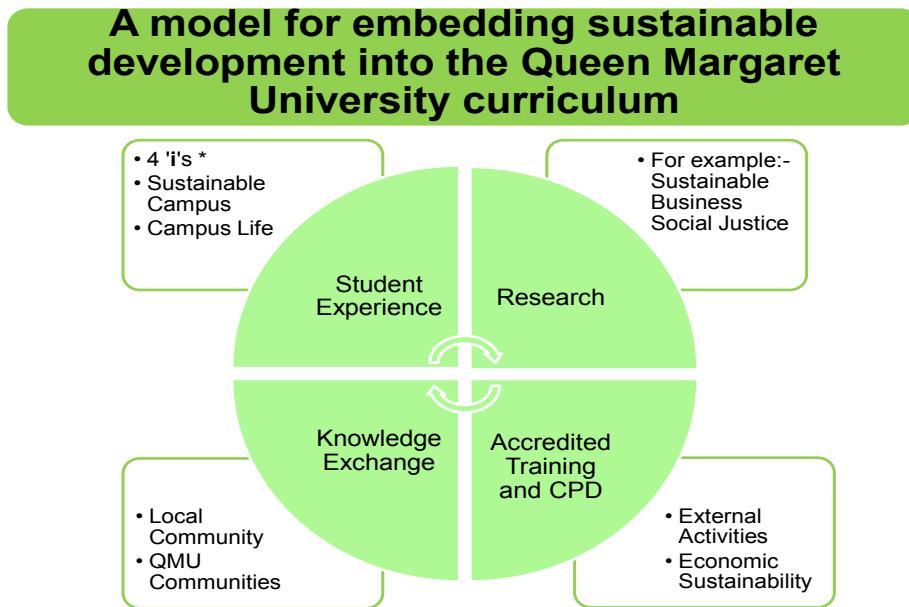 A model for embedding sustainable
development into the Queen Margaret
University curriculum
• 4 'i's *
• Sustainable
Campus
• Campus Life
• For example:-
Sustainable
Business
Social Justice
Student
Experience
Research
Knowledge
Exchange
Accredited
Training
and CPD
• Local
Community
• QMU
Communities
• External
Activities
• Economic
Sustainability